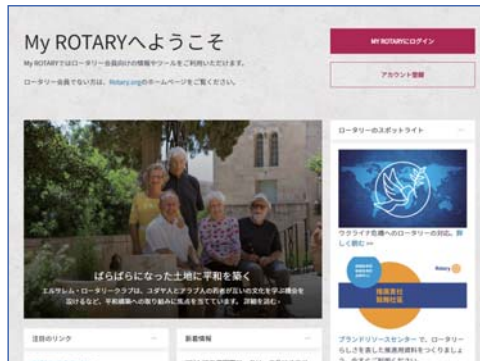 My ROTARYへようこそ
My ROTARYではロータリー会員向けの情報やツールをご利用いただけます。
ロータリー会員でない方は、Rotary.orgのホームページをご覧ください。
MY ROTARYにログイン
アカウント登録
ばらばらになった土地に平和を築く
エルサレム・ロータリークラブは、ユダヤ人とアラブ人の若者が互いの文化を学ぶ機会を
設けるなど、平和構築への取り組みに焦点を当てています。 詳細を読む ›
注目のリンク
新着情報
ロータリーのスポットライト
ウクライナ危機へのロータリーの対応。詳
しく読む >>
Rotary
ブランドリソースセンター で、ロータリー
らしさを表した推進用資料をつくりましょ